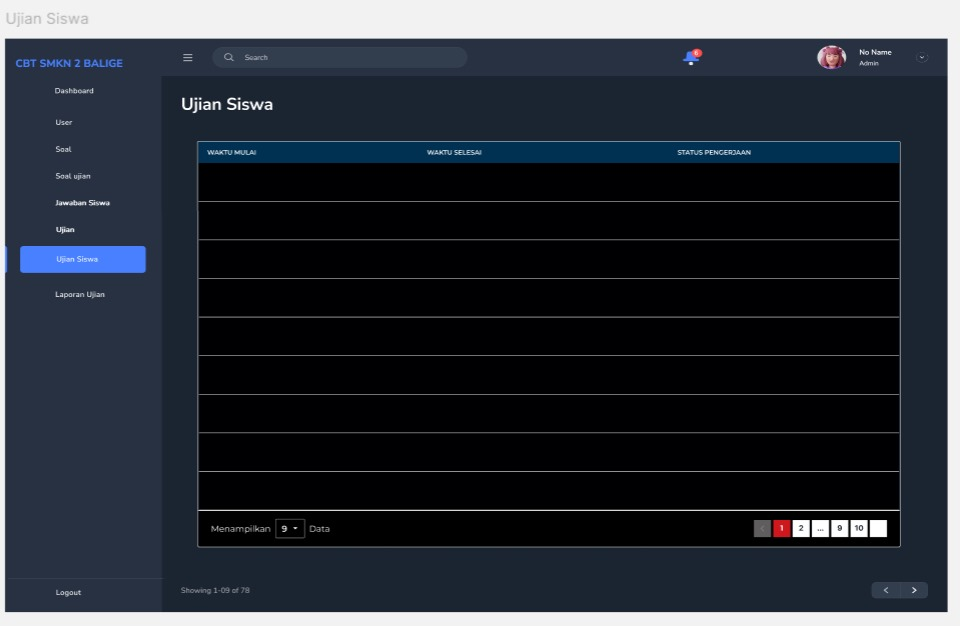 Ujian Siswa
CBT SMKN 2 BALIGE
Search
6
No Name
Admin
Dashboard
User
Soal
Soal ujian
Jawaban Siswa
Ujian
Ujian Siswa
Laporan Ujian
Logout
Ujian Siswa
WAKTU MULAI WAKTU SELESAI STATUS PENGERJAAN
Menampilkan 9 Data
1 2 ... 9 10
Showing 1-09 of 78